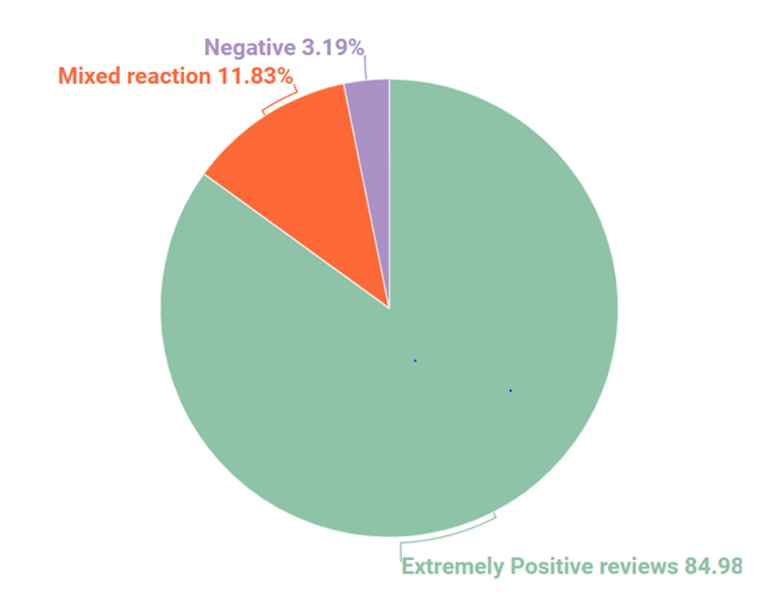 Negative 3.19%
Mixed reaction 11.83%
Extremely Positive reviews 84.98